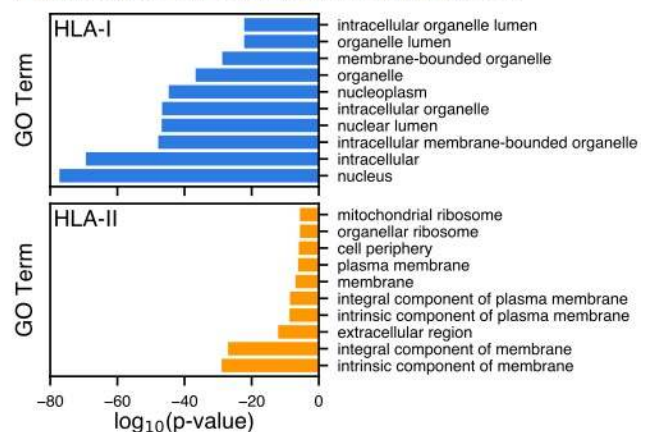 HLA-I
GO Term
intracellular organelle lumen
organelle lumen
membrane-bounded organelle
organelle
nucleoplasm
intracellular organelle
nuclear lumen
intracellular membrane-bounded organelle
intracellular
nucleus
HLA-II
GO Term
mitochondrial ribosome
organellar ribosome
cell periphery
plasma membrane
membrane
integral component of plasma membrane
intrinsic component of plasma membrane
extracellular region
integral component of membrane
intrinsic component of membrane
−80 −60 −40 −20 0
log₁₀(p-value)